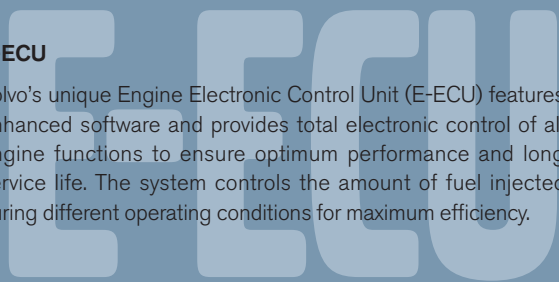 E-ECU
ECU
olvo's unique Engine Electronic Control Unit (E-ECU) features
nhanced software and provides total electronic control of al
ngine functions to ensure optimum performance and long
ervice life. The system controls the amount of fuel injected
uring different operating conditions for maximum efficiency.